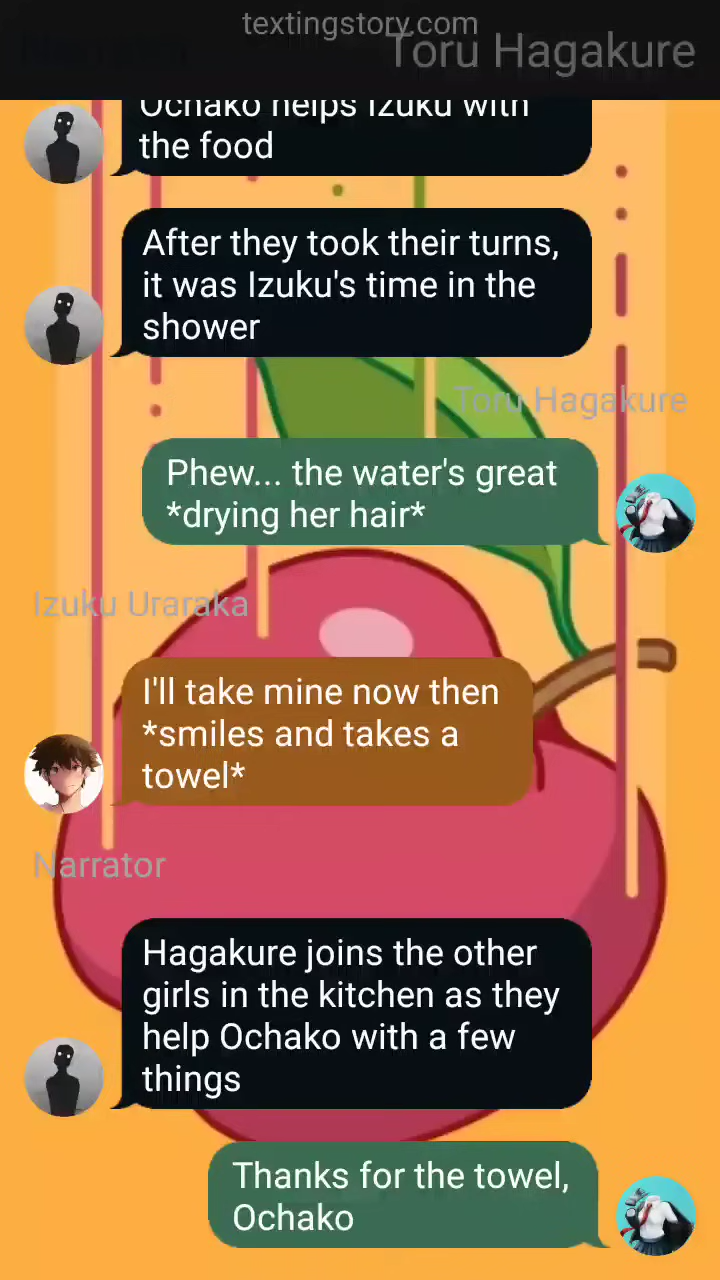 textingstory.com
Toru Hagakure
Ochako helps Izuku with
the food
After they took their turns,
it was Izuku's time in the
shower
Toru Hagakure
Phew... the water's great
*drying her hair*
Izuku Uraraka
I'll take mine now then
*smiles and takes a
towel*
Narrator
Hagakure joins the other
girls in the kitchen as they
help Ochako with a few
things
Thanks for the towel,
Ochako